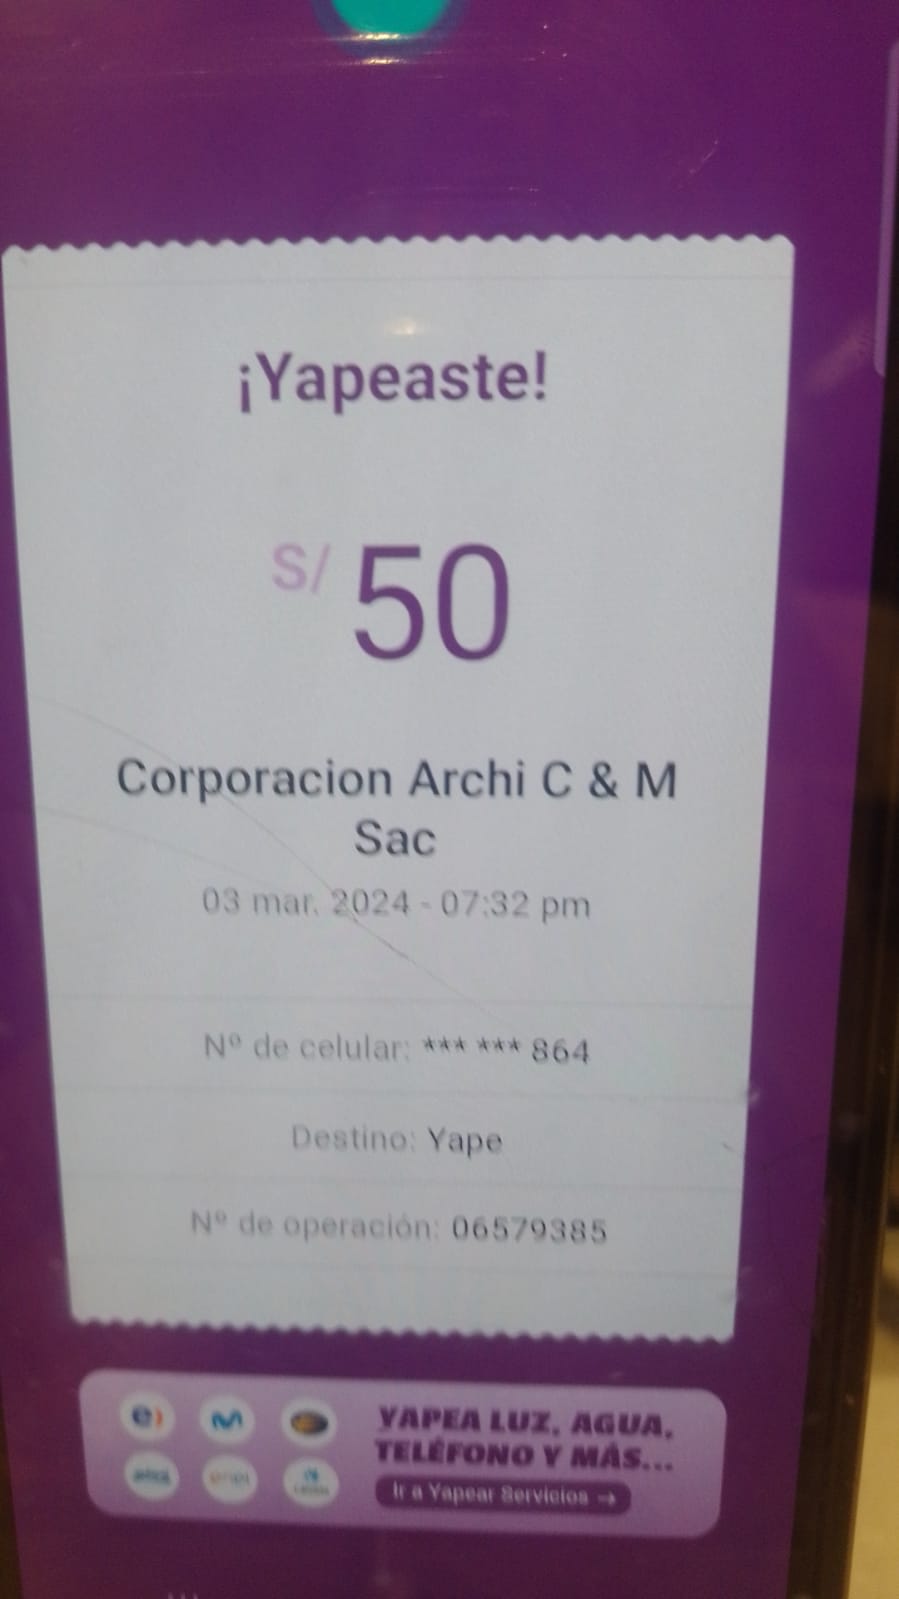 ¡Yapeaste!
S/ 50
Corporacion Archi C & M
Sac
03 mar. 2024 - 07:32 pm
Nº de celular: *** *** 864
Destino: Yape
Nº de operación: 06579385
YAPEA LUZ, AGUA,
TELÉFONO Y MÁS...
Ir a Yapear Servicios →